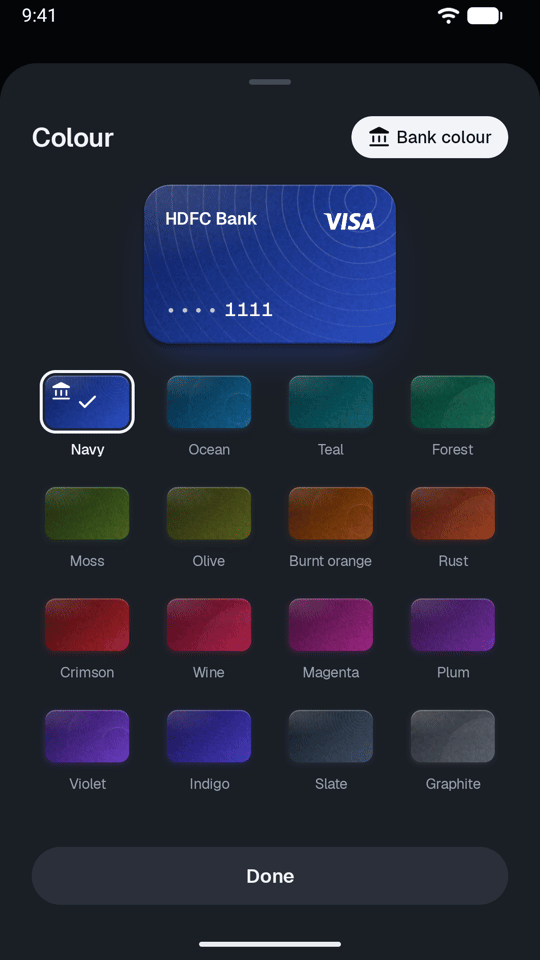 9:41
Colour
Bank colour
HDFC Bank
VISA
• • • • 1111
Navy
Ocean
Teal
Forest
Moss
Olive
Burnt orange
Rust
Crimson
Wine
Magenta
Plum
Violet
Indigo
Slate
Graphite
Done